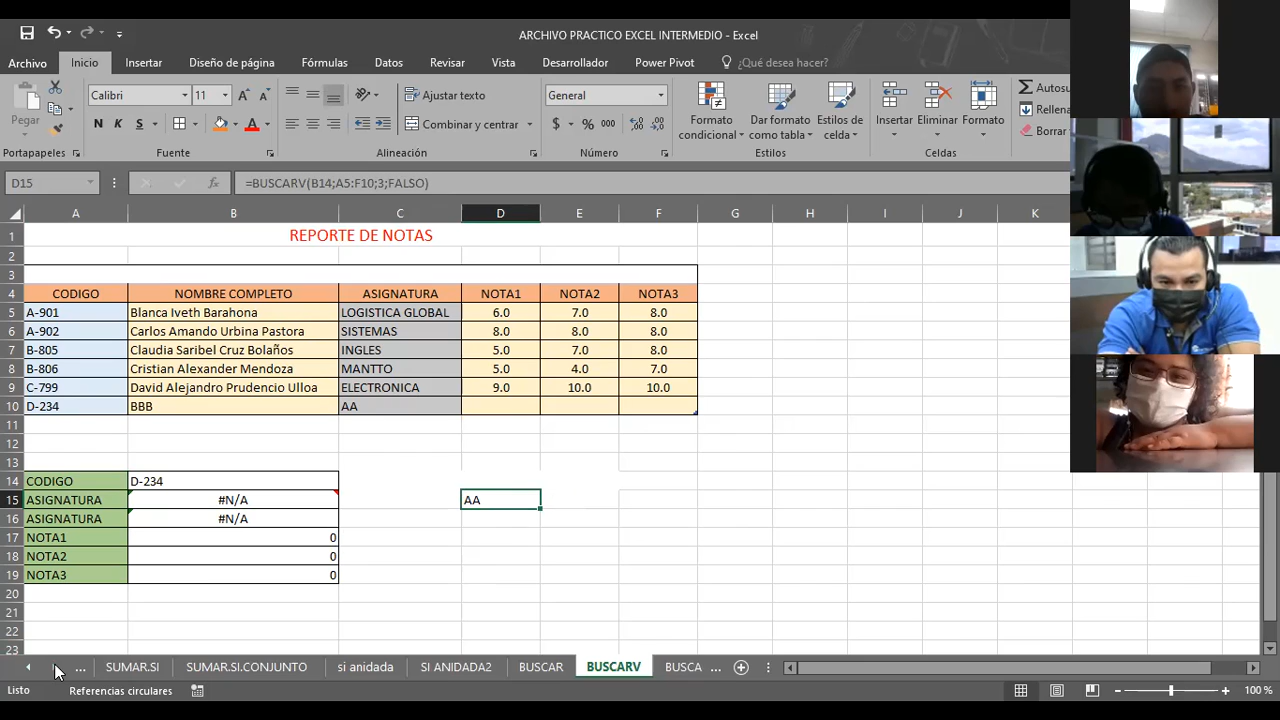 ARCHIVO PRACTICO EXCEL INTERMEDIO - Excel
Archivo Inicio Insertar Diseño de página Fórmulas Datos Revisar Vista Desarrollador Power Pivot ¿Qué desea hacer?
Pegar
Calibri 11
N K S
Ajustar texto
Combinar y centrar
General
$ % 000
Formato condicional
Dar formato como tabla
Estilos de celda
Insertar Eliminar Formato
Autosu
Rellena
Borrar
Portapapeles Fuente Alineación Número Estilos Celdas
D15 fx =BUSCARV(B14;A5:F10;3;FALSO)
A B C D E F G H I J K
1 REPORTE DE NOTAS
2
3
4 CODIGO NOMBRE COMPLETO ASIGNATURA NOTA1 NOTA2 NOTA3
5 A-901 Blanca Iveth Barahona LOGISTICA GLOBAL 6.0 7.0 8.0
6 A-902 Carlos Amando Urbina Pastora SISTEMAS 8.0 8.0 8.0
7 B-805 Claudia Saribel Cruz Bolaños INGLES 5.0 7.0 8.0
8 B-806 Cristian Alexander Mendoza MANTTO 5.0 4.0 7.0
9 C-799 David Alejandro Prudencio Ulloa ELECTRONICA 9.0 10.0 10.0
10 D-234 BBB AA
11
12
13
14 CODIGO D-234
15 ASIGNATURA #N/A AA
16 ASIGNATURA #N/A
17 NOTA1 0
18 NOTA2 0
19 NOTA3 0
20
21
22
23
... SUMAR.SI SUMAR.SI.CONJUNTO si anidada SI ANIDADA2 BUSCAR BUSCARV BUSCA ...
Listo Referencias circulares 100 %